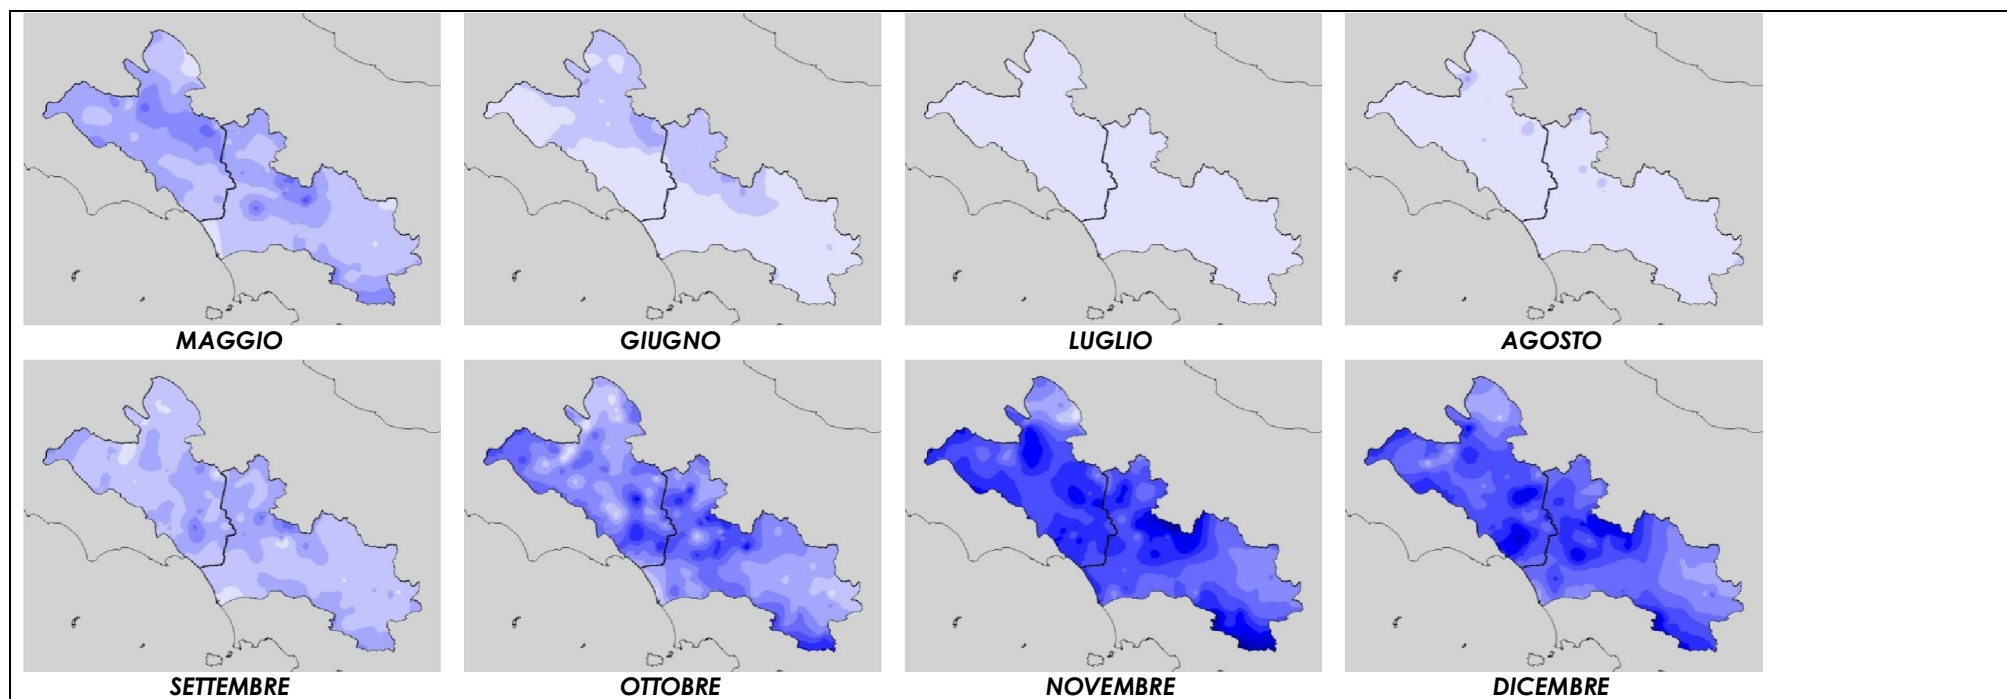 MAGGIO
GIUGNO
LUGLIO
AGOSTO
SETTEMBRE
OTTOBRE
NOVEMBRE
DICEMBRE